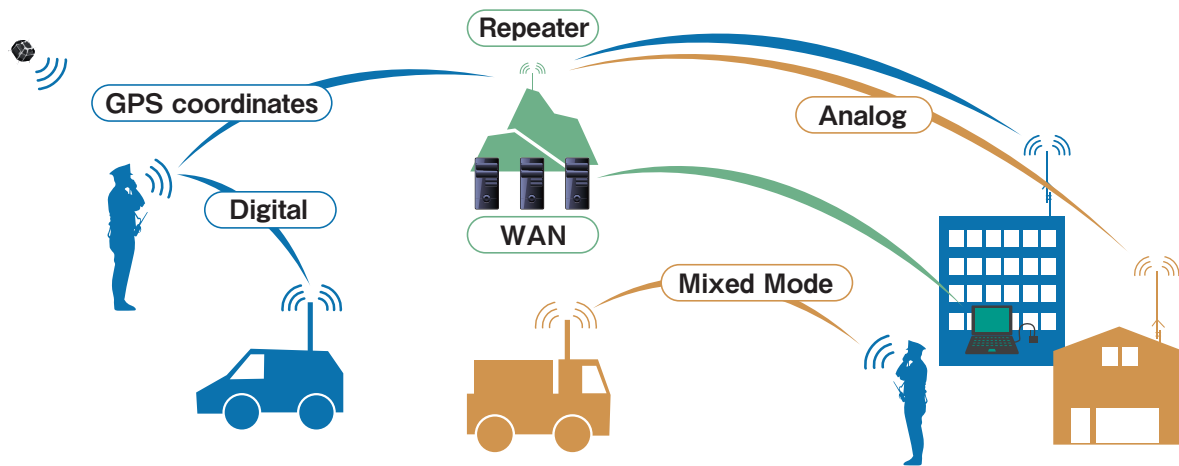 Repeater
GPS coordinates
Analog
Digital
WAN
Mixed Mode